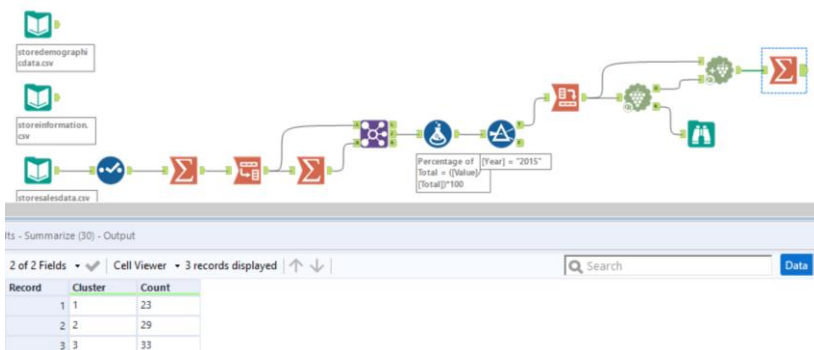 storedemographi
cdata.csv
storeinformation.
csv
storesalesdata.csv
Percentage of
Total = ([Value]/
[Total])*100
[Year] = "2015"
lts - Summarize (30) - Output
2 of 2 Fields Cell Viewer 3 records displayed Search Data
Record Cluster Count
1 1 23
2 2 29
3 3 33